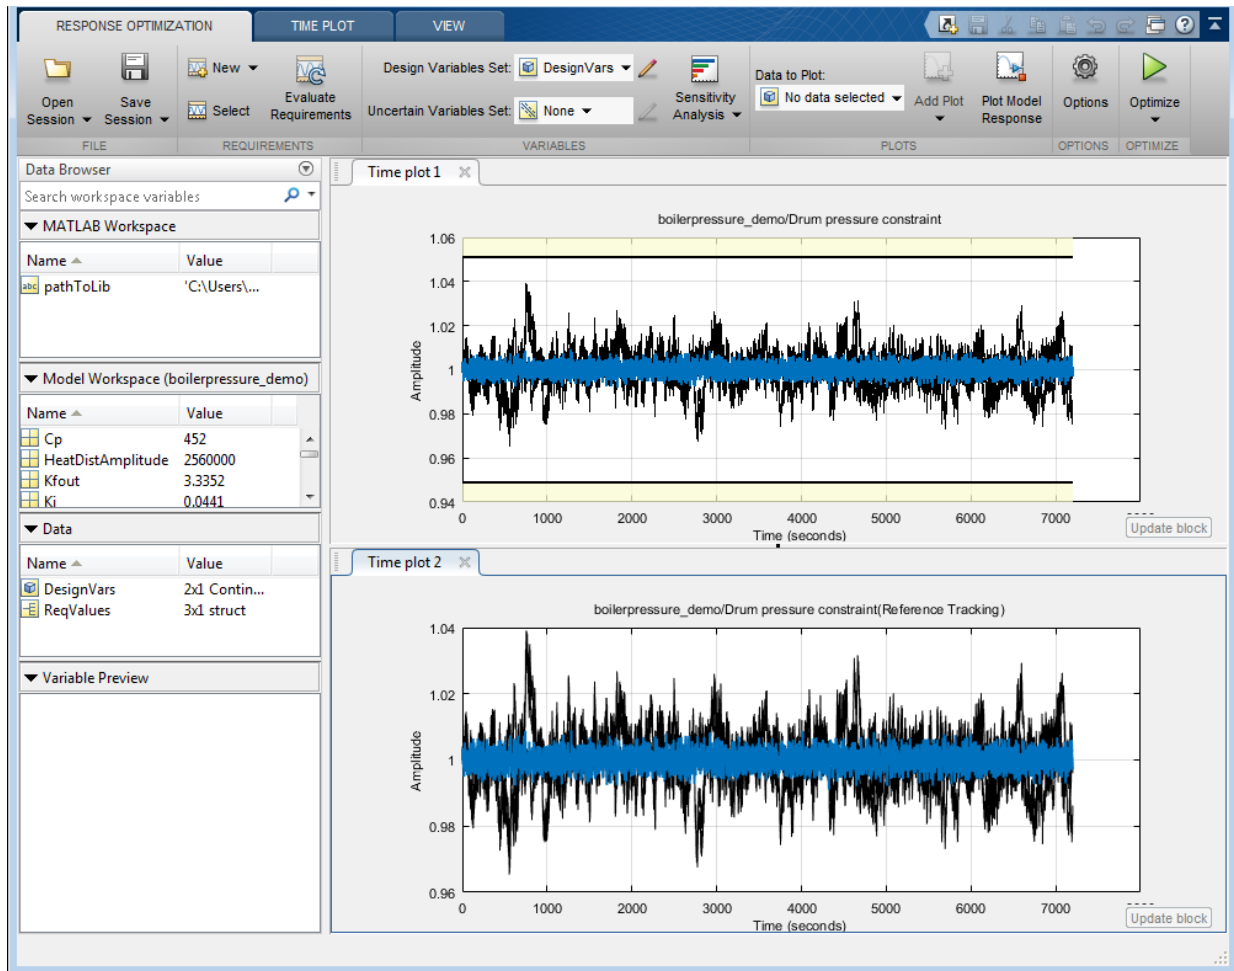 RESPONSE OPTIMIZATION TIME PLOT VIEW
New Design Variables Set: DesignVars Data to Plot:
Open Session Save Session Select Evaluate Requirements Uncertain Variables Set: None Sensitivity Analysis No data selected Add Plot Plot Model Response Options Optimize
FILE REQUIREMENTS VARIABLES PLOTS OPTIONS OPTIMIZE
Data Browser
Search workspace variables
MATLAB Workspace
Name Value
abc pathToLib 'C:\Users\...
Model Workspace (boilerpressure_demo)
Name Value
Cp 452
HeatDistAmplitude 2560000
Kfout 3.3352
Ki 0.0441
Data
Name Value
DesignVars 2x1 Contin...
ReqValues 3x1 struct
Variable Preview
Time plot 1
boilerpressure_demo/Drum pressure constraint
1.06
1.04
1.02
1
0.98
0.96
0.94
Amplitude
0 1000 2000 3000 4000 5000 6000 7000
Time (seconds)
Update block
Time plot 2
boilerpressure_demo/Drum pressure constraint(Reference Tracking)
1.04
1.02
1
0.98
0.96
Amplitude
0 1000 2000 3000 4000 5000 6000 7000
Time (seconds)
Update block